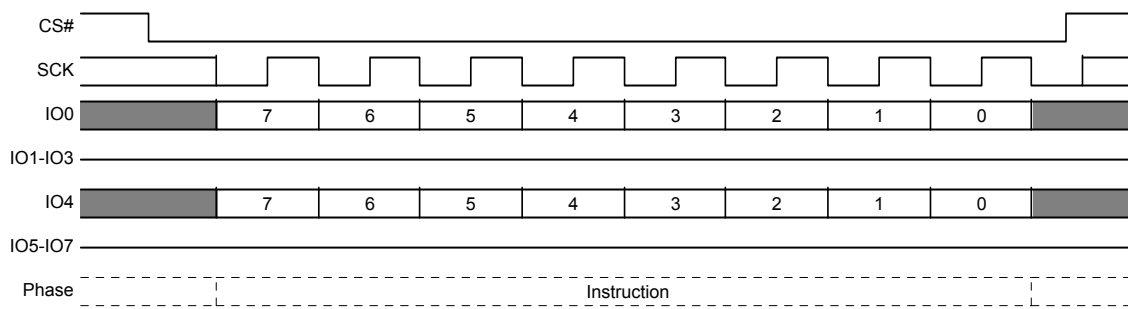 CS#
SCK
IO0 7 6 5 4 3 2 1 0
IO1-IO3
IO4 7 6 5 4 3 2 1 0
IO5-IO7
Phase Instruction